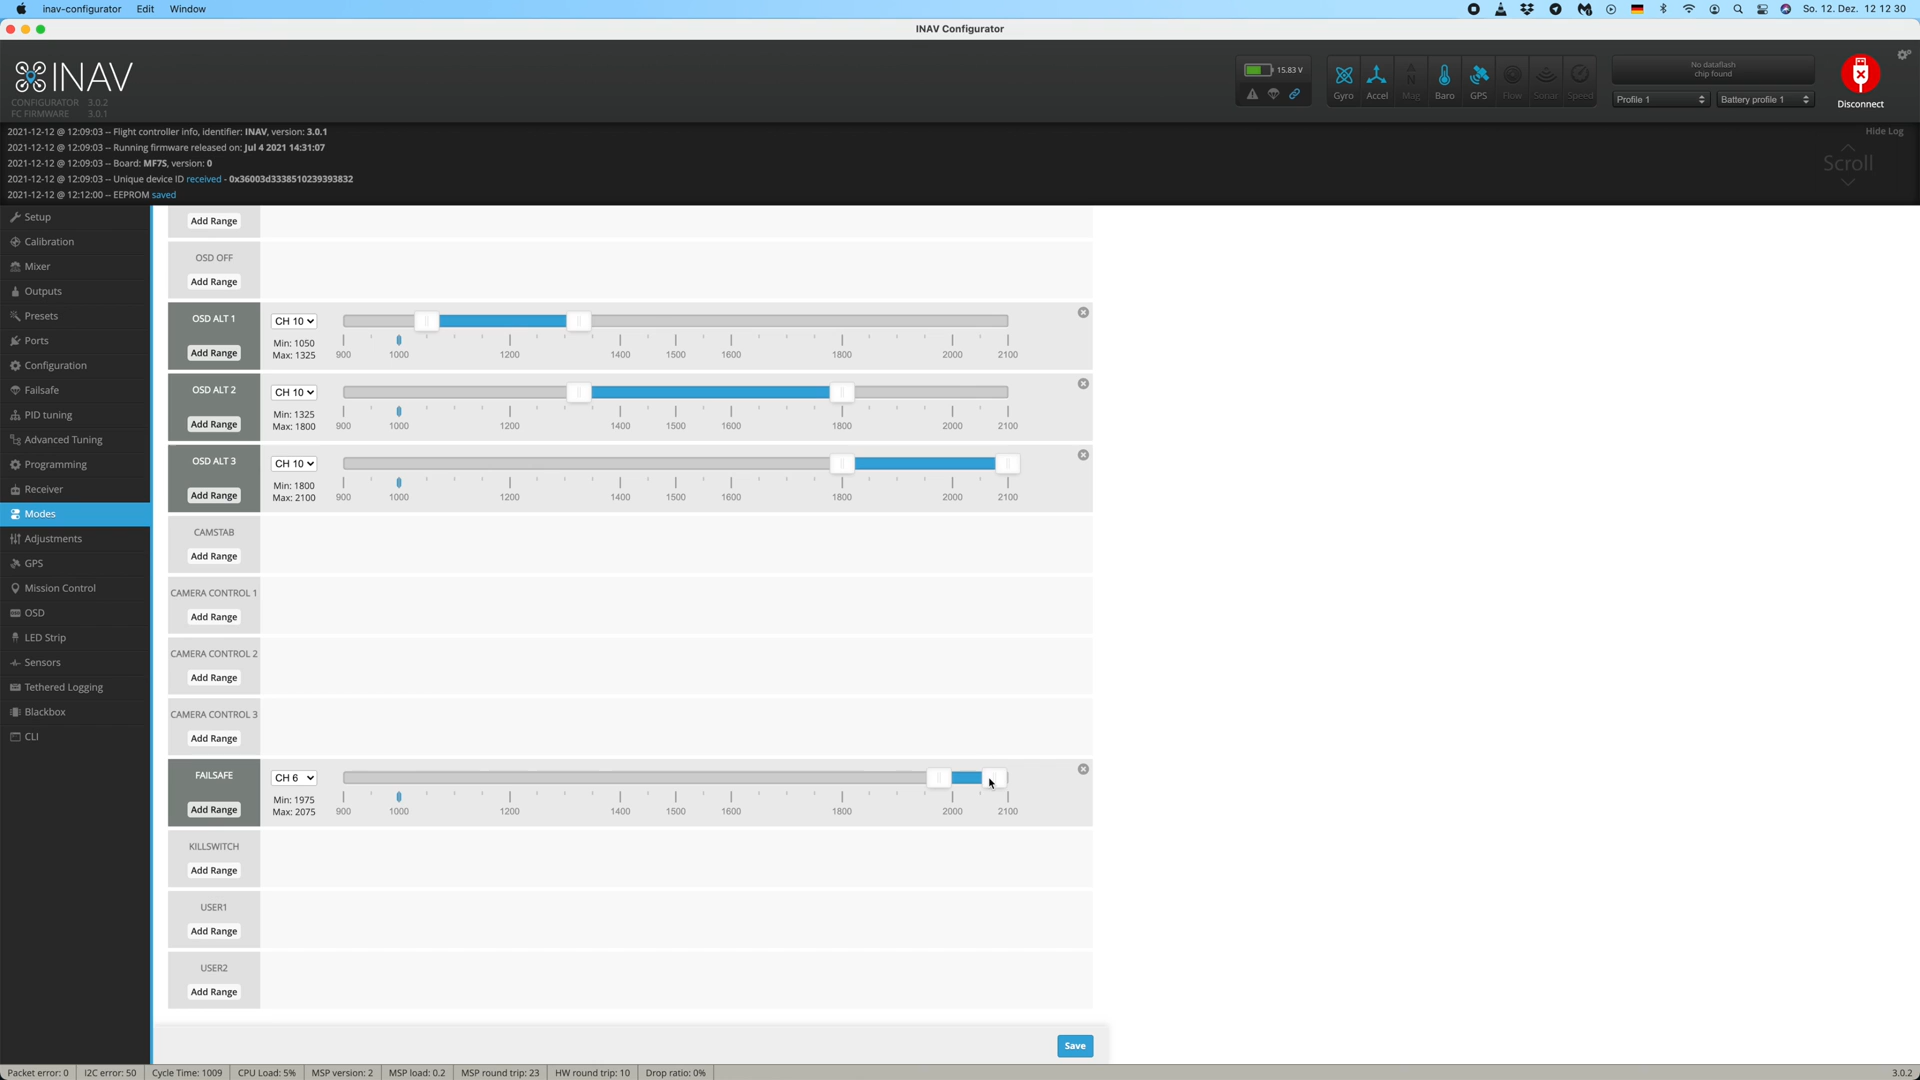 inav-configurator Edit Window So. 12. Dez. 12 12 30
INAV Configurator
INAV
CONFIGURATOR 3.0.2
FC FIRMWARE 3.0.1
15.83 V
Gyro Accel Mag Baro GPS Flow Sonar Speed
No dataflash
chip found
Profile 1 Battery profile 1
Disconnect
2021-12-12 @ 12:09:03 -- Flight controller info, identifier: INAV, version: 3.0.1
2021-12-12 @ 12:09:03 -- Running firmware released on: Jul 4 2021 14:31:07
2021-12-12 @ 12:09:03 -- Board: MF7S, version: 0
2021-12-12 @ 12:09:03 -- Unique device ID received - 0x36003d3338510239393832
2021-12-12 @ 12:12:00 -- EEPROM saved
Hide Log
Scroll
Setup
Calibration
Mixer
Outputs
Presets
Ports
Configuration
Failsafe
PID tuning
Advanced Tuning
Programming
Receiver
Modes
Adjustments
GPS
Mission Control
OSD
LED Strip
Sensors
Tethered Logging
Blackbox
CLI
Add Range
OSD OFF
Add Range
OSD ALT 1
Add Range
CH 10
Min: 1050
Max: 1325
900 1000 1200 1400 1500 1600 1800 2000 2100
OSD ALT 2
Add Range
CH 10
Min: 1325
Max: 1800
900 1000 1200 1400 1500 1600 1800 2000 2100
OSD ALT 3
Add Range
CH 10
Min: 1800
Max: 2100
900 1000 1200 1400 1500 1600 1800 2000 2100
CAMSTAB
Add Range
CAMERA CONTROL 1
Add Range
CAMERA CONTROL 2
Add Range
CAMERA CONTROL 3
Add Range
FAILSAFE
Add Range
CH 6
Min: 1975
Max: 2075
900 1000 1200 1400 1500 1600 1800 2000 2100
KILLSWITCH
Add Range
USER1
Add Range
USER2
Add Range
Save
Packet error: 0 I2C error: 50 Cycle Time: 1009 CPU Load: 5% MSP version: 2 MSP load: 0.2 MSP round trip: 23 HW round trip: 10 Drop ratio: 0% 3.0.2